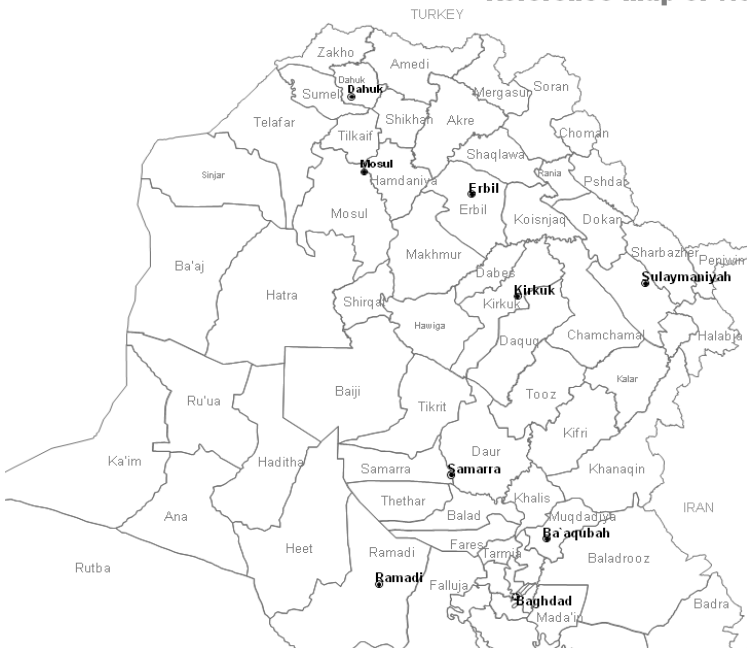 TURKEY
Zakho
Amedi
Dahuk
Dahuk
Sumel
Mergasur
Soran
Telafar
Tilkaif
Shikhan
Akre
Choman
Shaqlawa
Mosul
Sinjar
Hamdaniya
Rania
Pshdar
Erbil
Erbil
Mosul
Koisnjaq
Dokan
Makhmur
Sharbazher
Penjwin
Ba'aj
Dabes
Sulaymaniyah
Hatra
Shirqat
Kirkuk
Kirkuk
Hawiga
Daquq
Chamchamal
Halabja
Kalar
Baiji
Tooz
Ru'ua
Tikrit
Kifri
Daur
Ka'im
Haditha
Samarra
Samarra
Khanaqin
Thethar
Khalis
IRAN
Ana
Balad
Muqdadiya
Ba`aqubah
Heet
Ramadi
Fares
Tarmia
Baladrooz
Rutba
Ramadi
Falluja
Baghdad
Badra
Mada'in